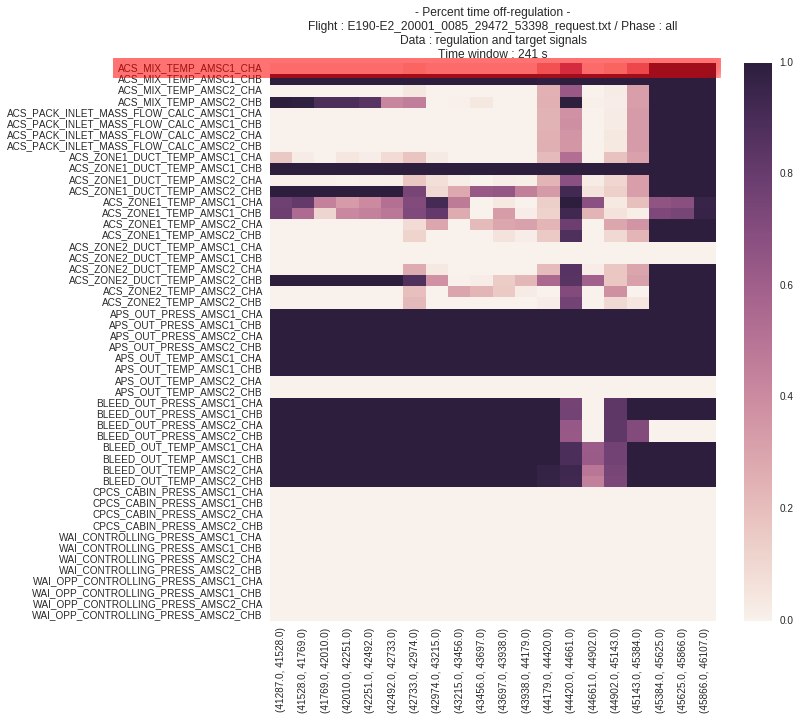 - Percent time off-regulation -
Flight : E190-E2_20001_0085_29472_53398_request.txt / Phase : all
Data : regulation and target signals
Time window : 241 s
ACS_MIX_TEMP_AMSC1_CHA
ACS_MIX_TEMP_AMSC1_CHB
ACS_MIX_TEMP_AMSC2_CHA
ACS_MIX_TEMP_AMSC2_CHB
ACS_PACK_INLET_MASS_FLOW_CALC_AMSC1_CHA
ACS_PACK_INLET_MASS_FLOW_CALC_AMSC1_CHB
ACS_PACK_INLET_MASS_FLOW_CALC_AMSC2_CHA
ACS_PACK_INLET_MASS_FLOW_CALC_AMSC2_CHB
ACS_ZONE1_DUCT_TEMP_AMSC1_CHA
ACS_ZONE1_DUCT_TEMP_AMSC1_CHB
ACS_ZONE1_DUCT_TEMP_AMSC2_CHA
ACS_ZONE1_DUCT_TEMP_AMSC2_CHB
ACS_ZONE1_TEMP_AMSC1_CHA
ACS_ZONE1_TEMP_AMSC1_CHB
ACS_ZONE1_TEMP_AMSC2_CHA
ACS_ZONE1_TEMP_AMSC2_CHB
ACS_ZONE2_DUCT_TEMP_AMSC1_CHA
ACS_ZONE2_DUCT_TEMP_AMSC1_CHB
ACS_ZONE2_DUCT_TEMP_AMSC2_CHA
ACS_ZONE2_DUCT_TEMP_AMSC2_CHB
ACS_ZONE2_TEMP_AMSC2_CHA
ACS_ZONE2_TEMP_AMSC2_CHB
APS_OUT_PRESS_AMSC1_CHA
APS_OUT_PRESS_AMSC1_CHB
APS_OUT_PRESS_AMSC2_CHA
APS_OUT_PRESS_AMSC2_CHB
APS_OUT_TEMP_AMSC1_CHA
APS_OUT_TEMP_AMSC1_CHB
APS_OUT_TEMP_AMSC2_CHA
APS_OUT_TEMP_AMSC2_CHB
BLEED_OUT_PRESS_AMSC1_CHA
BLEED_OUT_PRESS_AMSC1_CHB
BLEED_OUT_PRESS_AMSC2_CHA
BLEED_OUT_PRESS_AMSC2_CHB
BLEED_OUT_TEMP_AMSC1_CHA
BLEED_OUT_TEMP_AMSC1_CHB
BLEED_OUT_TEMP_AMSC2_CHA
BLEED_OUT_TEMP_AMSC2_CHB
CPCS_CABIN_PRESS_AMSC1_CHA
CPCS_CABIN_PRESS_AMSC1_CHB
CPCS_CABIN_PRESS_AMSC2_CHA
CPCS_CABIN_PRESS_AMSC2_CHB
WAI_CONTROLLING_PRESS_AMSC1_CHA
WAI_CONTROLLING_PRESS_AMSC1_CHB
WAI_CONTROLLING_PRESS_AMSC2_CHA
WAI_CONTROLLING_PRESS_AMSC2_CHB
WAI_OPP_CONTROLLING_PRESS_AMSC1_CHA
WAI_OPP_CONTROLLING_PRESS_AMSC1_CHB
WAI_OPP_CONTROLLING_PRESS_AMSC2_CHA
WAI_OPP_CONTROLLING_PRESS_AMSC2_CHB
(41287.0, 41528.0)
(41528.0, 41769.0)
(41769.0, 42010.0)
(42010.0, 42251.0)
(42251.0, 42492.0)
(42492.0, 42733.0)
(42733.0, 42974.0)
(42974.0, 43215.0)
(43215.0, 43456.0)
(43456.0, 43697.0)
(43697.0, 43938.0)
(43938.0, 44179.0)
(44179.0, 44420.0)
(44420.0, 44661.0)
(44661.0, 44902.0)
(44902.0, 45143.0)
(45143.0, 45384.0)
(45384.0, 45625.0)
(45625.0, 45866.0)
(45866.0, 46107.0)
1.0
0.8
0.6
0.4
0.2
0.0